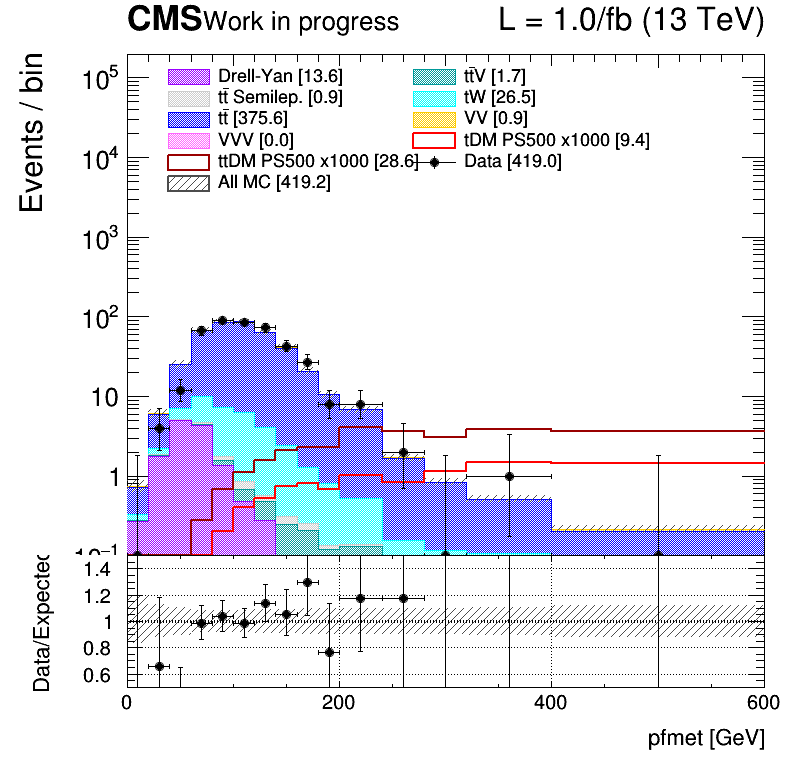 CMS Work in progress L = 1.0/fb (13 TeV)
Events / bin
10⁵
10⁴
10³
10²
10
1
10⁻¹
Drell-Yan [13.6] tt̄V [1.7]
tt̄ Semilep. [0.9] tW [26.5]
tt̄ [375.6] VV [0.9]
VVV [0.0] tDM PS500 x1000 [9.4]
ttDM PS500 x1000 [28.6] Data [419.0]
All MC [419.2]
Data/Expected
1.4
1.2
1
0.8
0.6
0 200 400 600
pfmet [GeV]